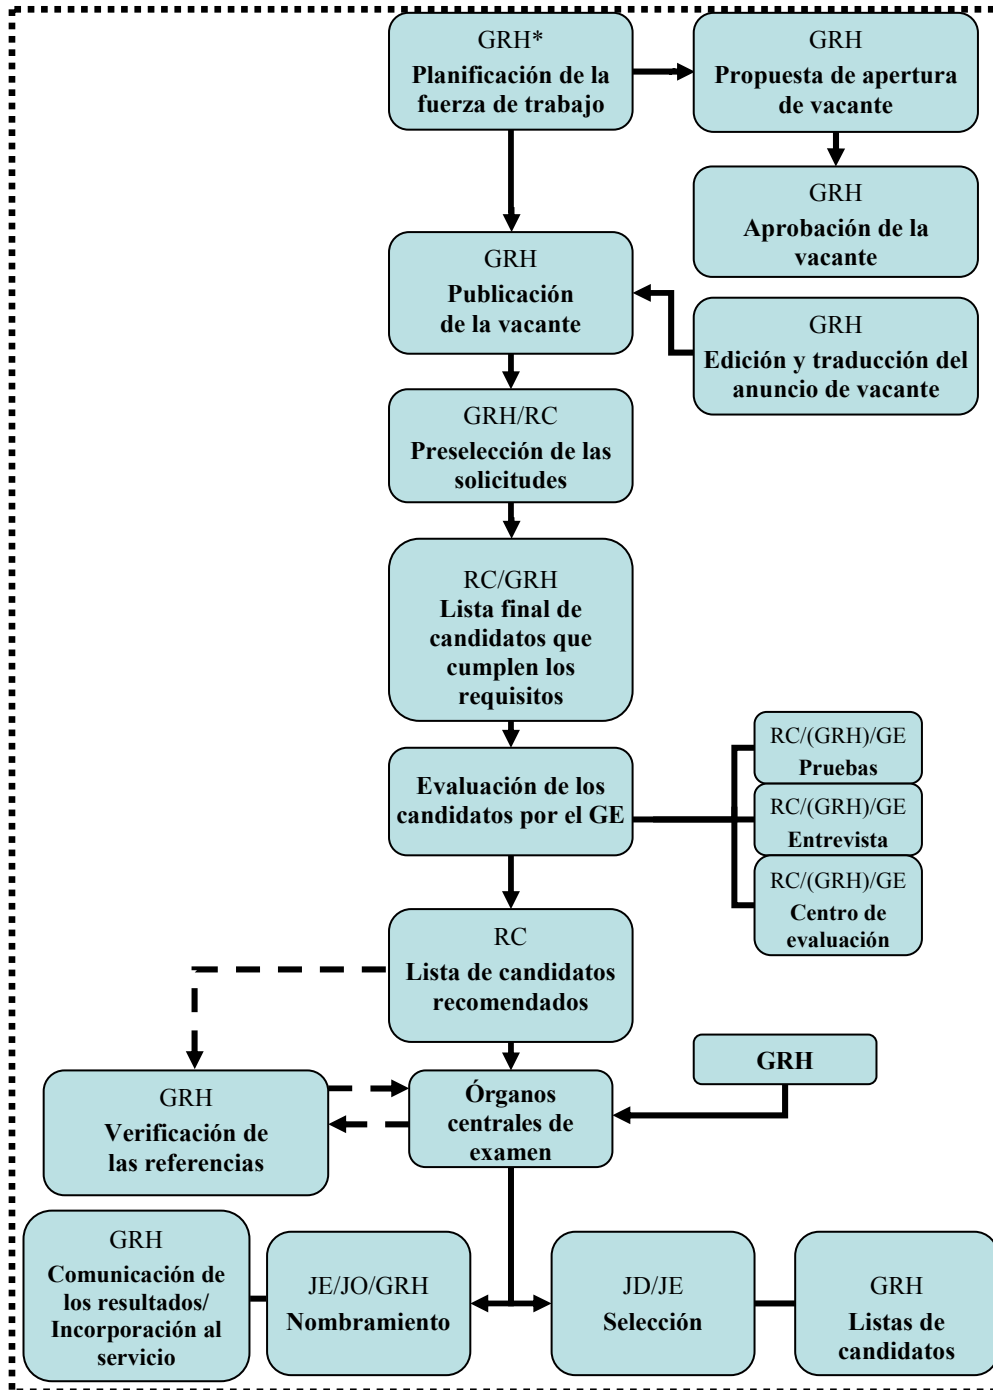 GRH*
Planificación de la
fuerza de trabajo
GRH
Propuesta de apertura
de vacante
GRH
Aprobación de la
vacante
GRH
Publicación
de la vacante
GRH
Edición y traducción del
anuncio de vacante
GRH/RC
Preselección de las
solicitudes
RC/GRH
Lista final de
candidatos que
cumplen los
requisitos
Evaluación de los
candidatos por el GE
RC/(GRH)/GE
Pruebas
RC/(GRH)/GE
Entrevista
RC/(GRH)/GE
Centro de
evaluación
RC
Lista de candidatos
recomendados
GRH
GRH
Verificación de
las referencias
Órganos
centrales de
examen
GRH
Comunicación de
los resultados/
Incorporación al
servicio
JE/JO/GRH
Nombramiento
JD/JE
Selección
GRH
Listas de
candidatos